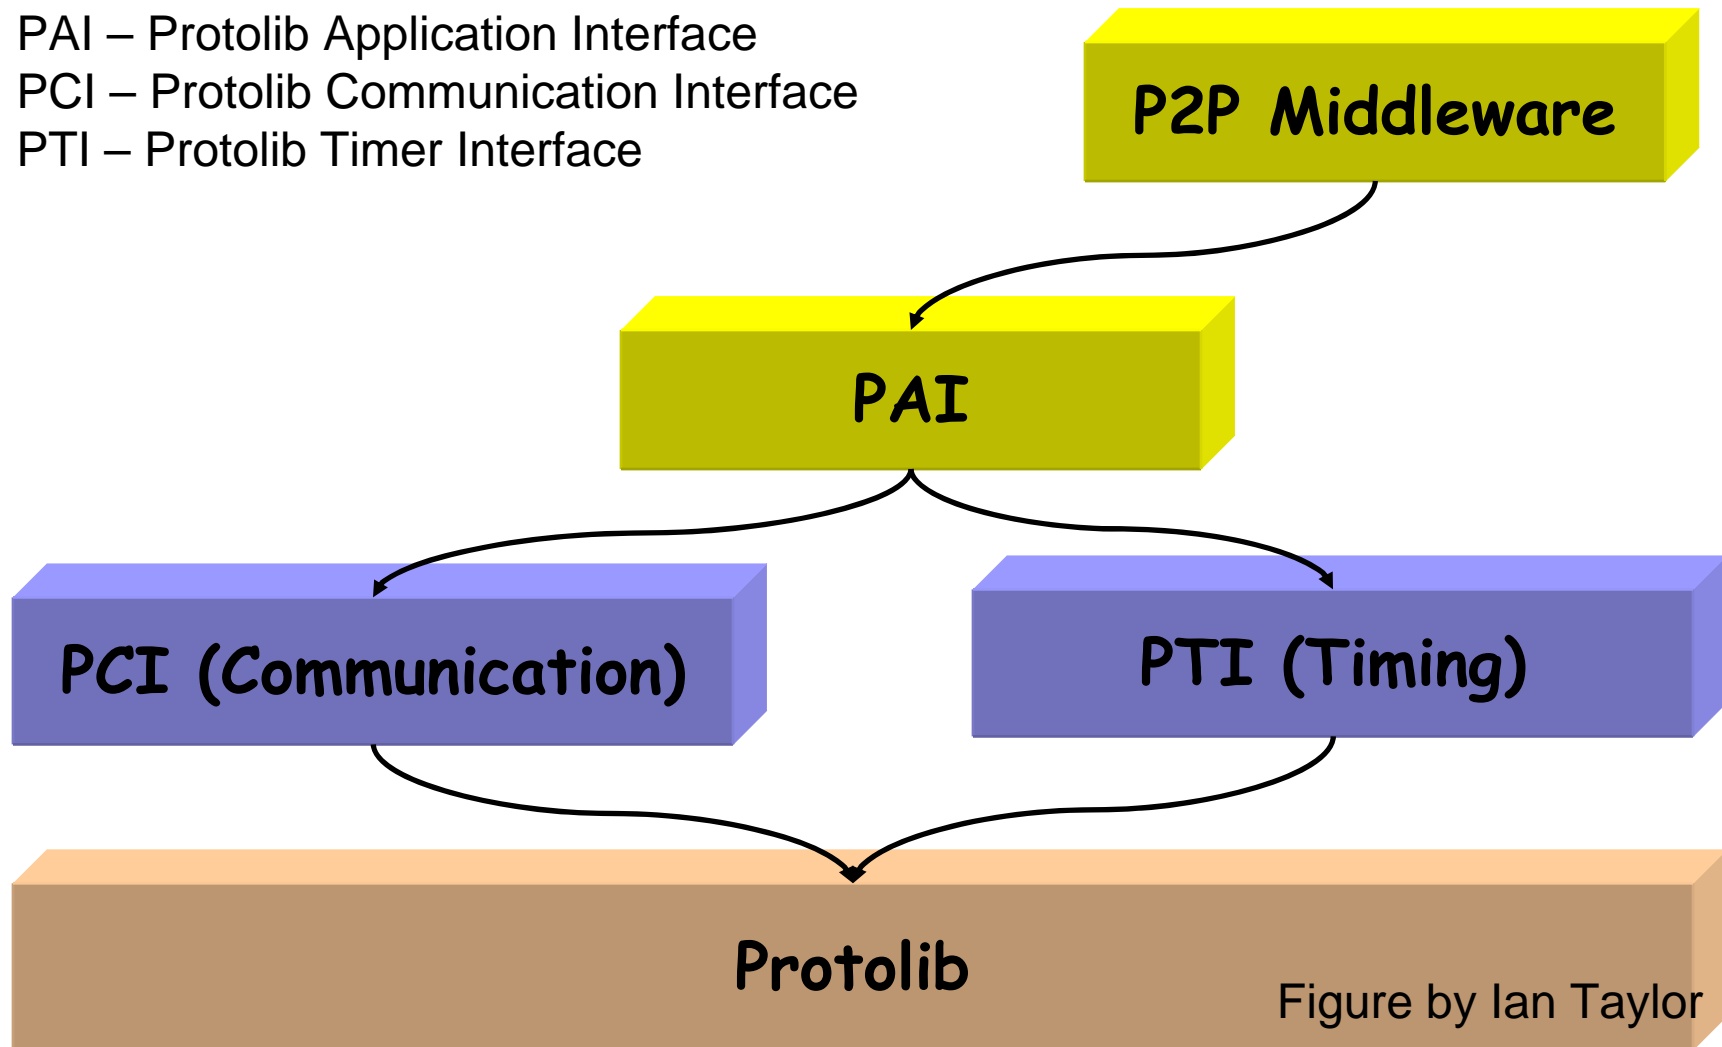 PAI – Protolib Application Interface
PCI – Protolib Communication Interface
PTI – Protolib Timer Interface
P2P Middleware
PAI
PCI (Communication)
PTI (Timing)
Protolib
Figure by Ian Taylor